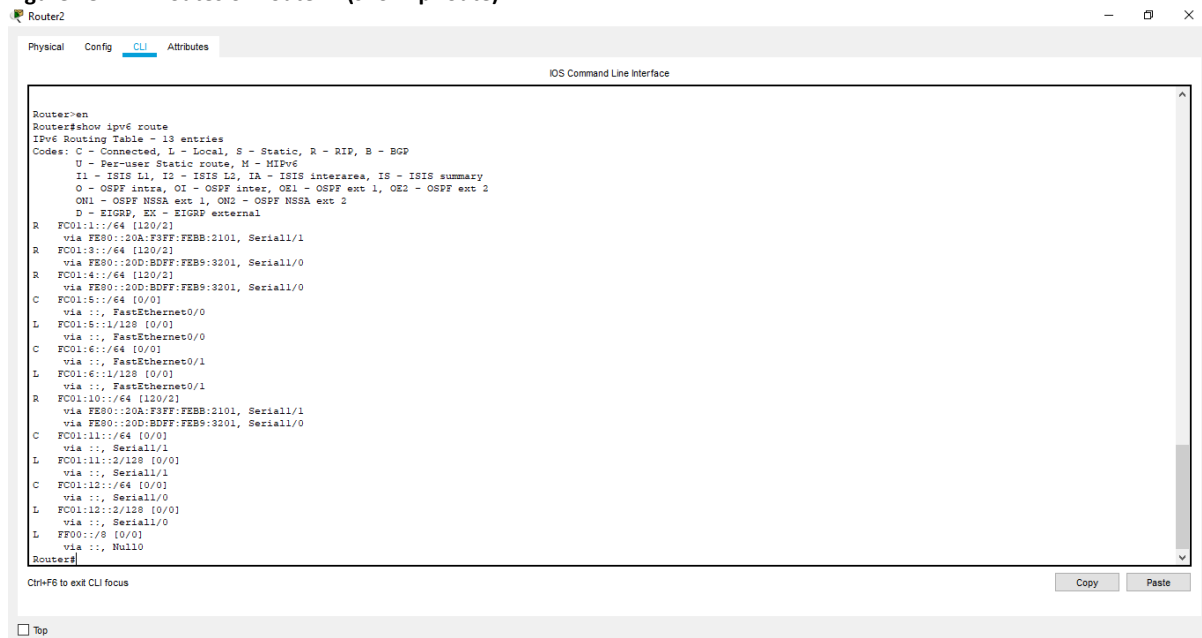 Router2
Physical Config CLI Attributes
IOS Command Line Interface
Router>en
Router#show ipv6 route
IPv6 Routing Table - 13 entries
Codes: C - Connected, L - Local, S - Static, R - RIP, B - BGP
U - Per-user Static route, M - MIPv6
I1 - ISIS L1, I2 - ISIS L2, IA - ISIS interarea, IS - ISIS summary
O - OSPF intra, OI - OSPF inter, OE1 - OSPF ext 1, OE2 - OSPF ext 2
ON1 - OSPF NSSA ext 1, ON2 - OSPF NSSA ext 2
D - EIGRP, EX - EIGRP external
R FC01:1::/64 [120/2]
via FE80::20A:F3FF:FEBB:2101, Serial1/1
R FC01:3::/64 [120/2]
via FE80::20D:BDFF:FEB9:3201, Serial1/0
R FC01:4::/64 [120/2]
via FE80::20D:BDFF:FEB9:3201, Serial1/0
C FC01:5::/64 [0/0]
via ::, FastEthernet0/0
L FC01:5::1/128 [0/0]
via ::, FastEthernet0/0
C FC01:6::/64 [0/0]
via ::, FastEthernet0/1
L FC01:6::1/128 [0/0]
via ::, FastEthernet0/1
R FC01:10::/64 [120/2]
via FE80::20A:F3FF:FEBB:2101, Serial1/1
via FE80::20D:BDFF:FEB9:3201, Serial1/0
C FC01:11::/64 [0/0]
via ::, Serial1/1
L FC01:11::2/128 [0/0]
via ::, Serial1/1
C FC01:12::/64 [0/0]
via ::, Serial1/0
L FC01:12::2/128 [0/0]
via ::, Serial1/0
L FF00::/8 [0/0]
via ::, Null0
Router#
Ctrl+F6 to exit CLI focus
Copy Paste
Top